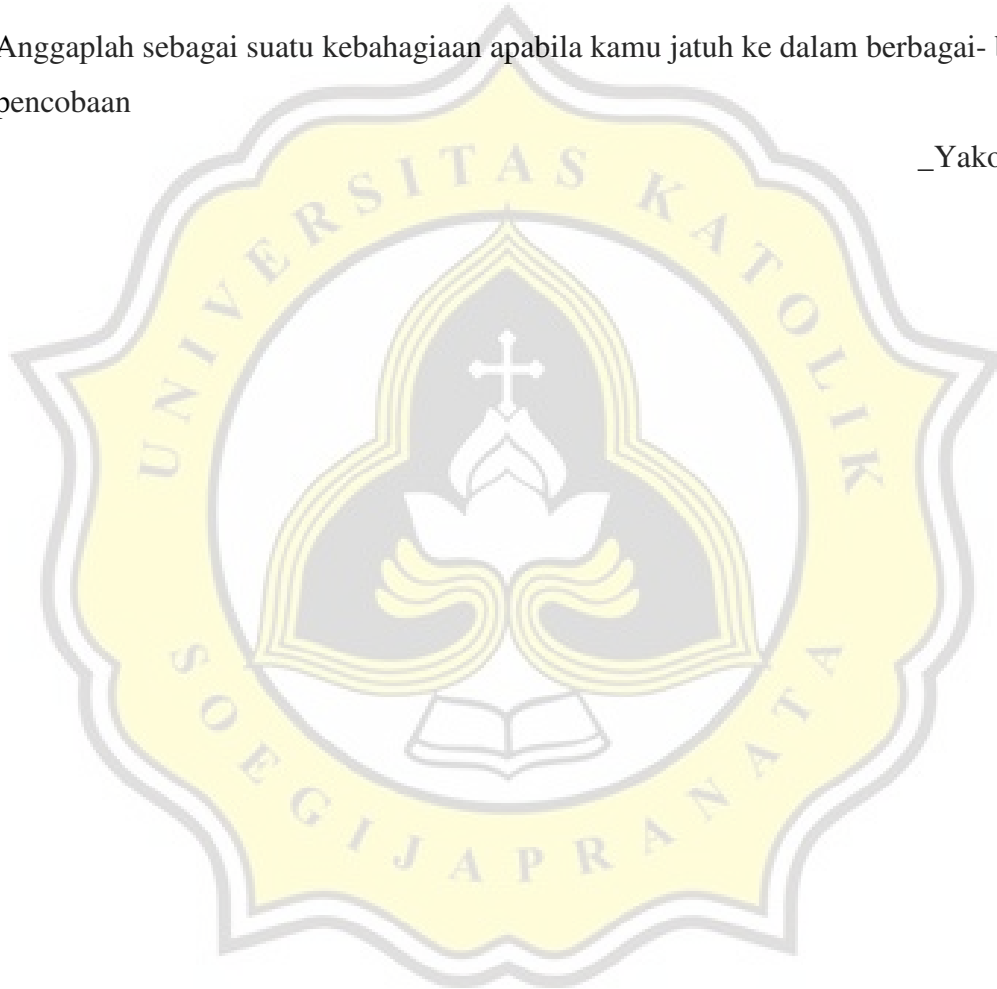 Anggaplah sebagai suatu kebahagiaan apabila kamu jatuh ke dalam berbagai-
pencobaan
_Yako
UNIVERSITAS KATOLIK
SOEGIJAPRANATA